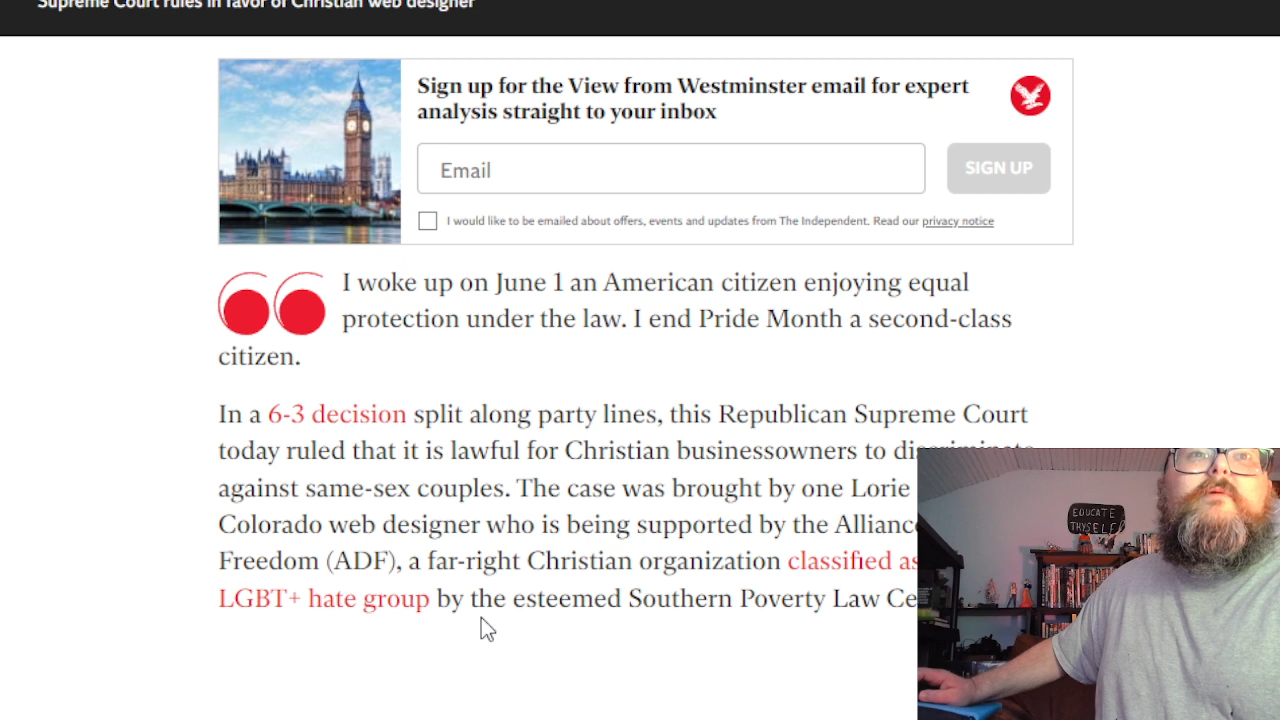 Supreme Court rules in favor of Christian web designer
Sign up for the View from Westminster email for expert
analysis straight to your inbox
Email
SIGN UP
I would like to be emailed about offers, events and updates from The Independent. Read our privacy notice
I woke up on June 1 an American citizen enjoying equal
protection under the law. I end Pride Month a second-class
citizen.
In a 6-3 decision split along party lines, this Republican Supreme Court
today ruled that it is lawful for Christian businessowners to discriminate
against same-sex couples. The case was brought by one Lorie
Colorado web designer who is being supported by the Alliance
Freedom (ADF), a far-right Christian organization classified as
LGBT+ hate group by the esteemed Southern Poverty Law
EDUCATE
THYSELF